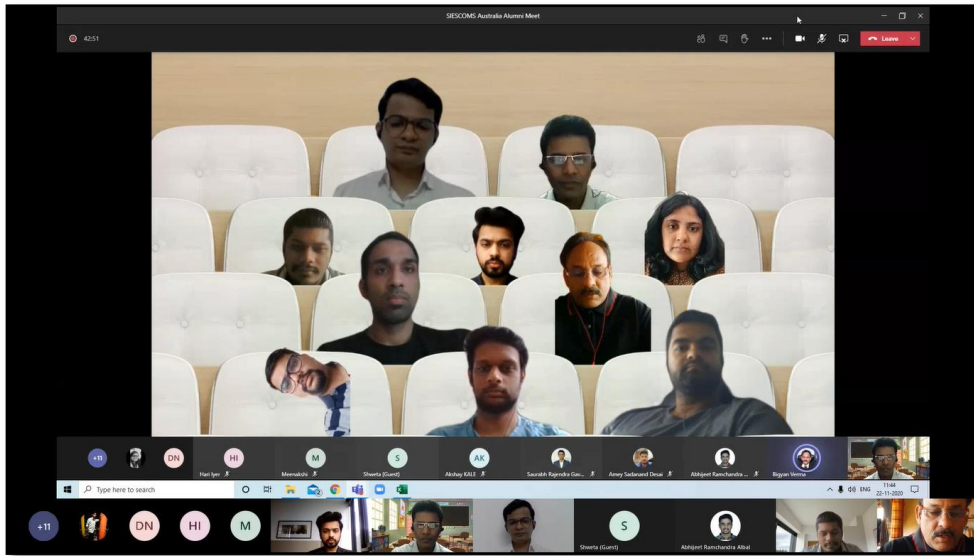 SIESCOMS Australia Alumni Meet
42:51
Leave
+11
DN
HI
M
S
AK
Hari Iyer
Meenakshi
Shweta (Guest)
Akshay KALE
Saurabh Rajendra Gav...
Amey Sadanand Desai
Abhijeet Ramchandra ...
Bigyan Verma
Type here to search
ENG
11:44
22-11-2020
+11
DN
HI
M
S
Shweta (Guest)
Abhijeet Ramchandra Albal